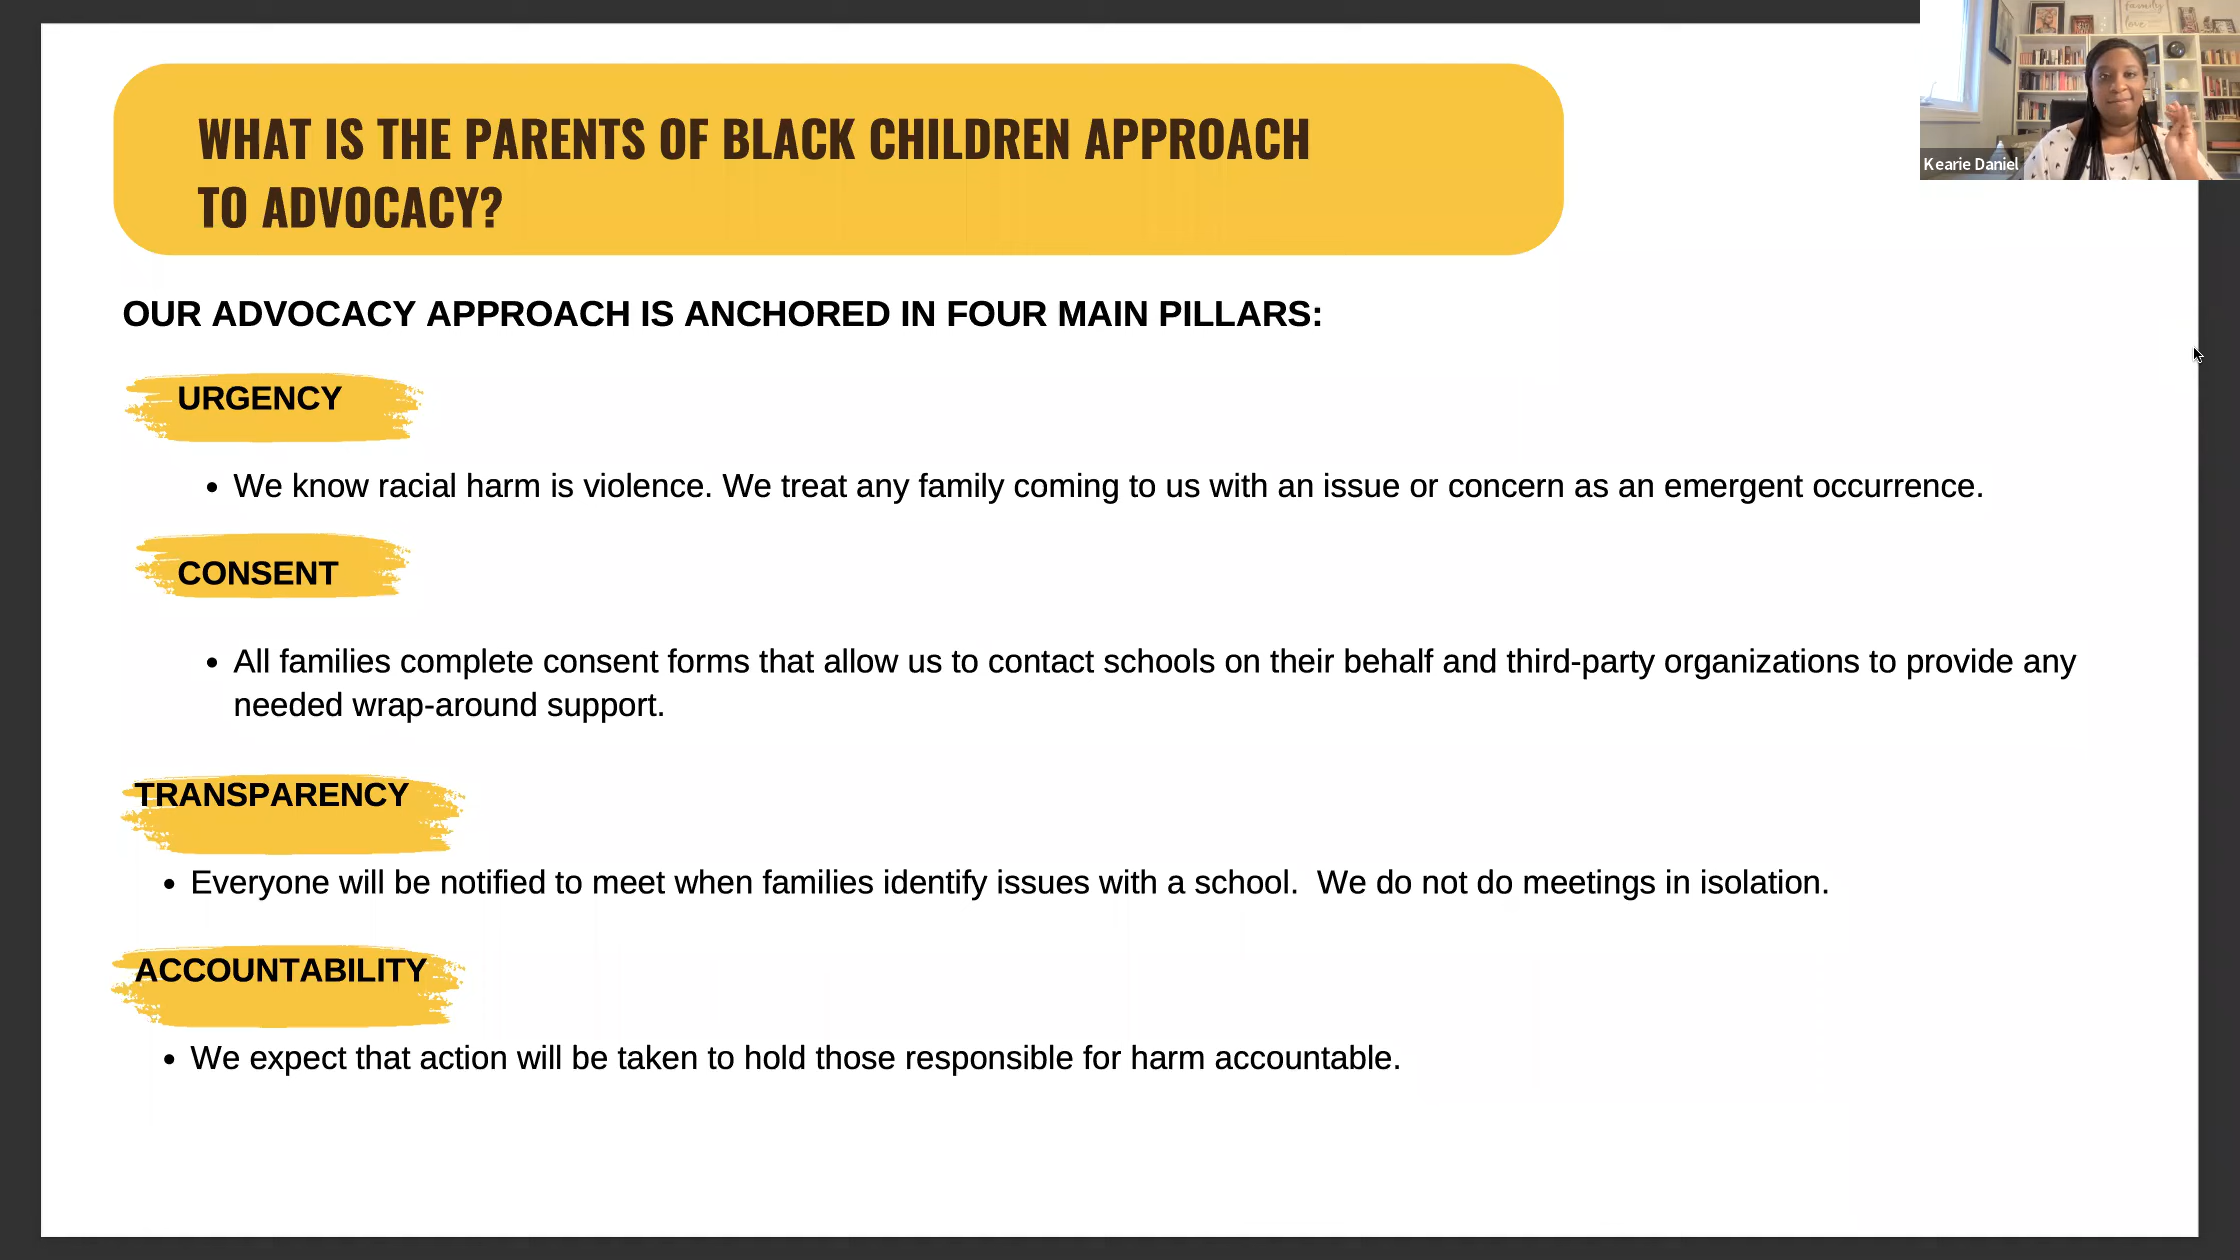 WHAT IS THE PARENTS OF BLACK CHILDREN APPROACH
TO ADVOCACY?
Kearie Daniel
OUR ADVOCACY APPROACH IS ANCHORED IN FOUR MAIN PILLARS:
URGENCY
• We know racial harm is violence. We treat any family coming to us with an issue or concern as an emergent occurrence.
CONSENT
• All families complete consent forms that allow us to contact schools on their behalf and third-party organizations to provide any
needed wrap-around support.
TRANSPARENCY
• Everyone will be notified to meet when families identify issues with a school.  We do not do meetings in isolation.
ACCOUNTABILITY
• We expect that action will be taken to hold those responsible for harm accountable.
family
love